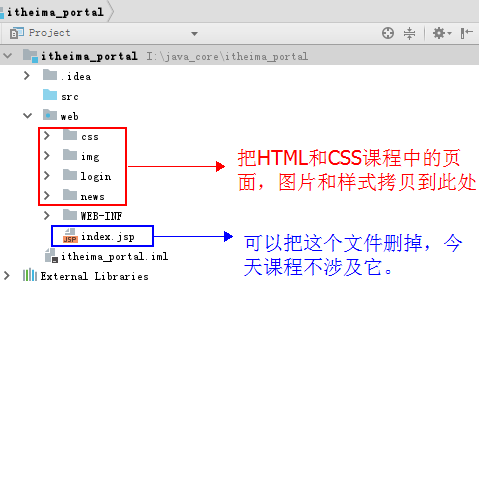 itheima_portal
Project
itheima_portal I:\java_core\itheima_portal
.idea
src
web
css
img
login
news
WEB-INF
index.jsp
itheima_portal.iml
External Libraries
把HTML和CSS课程中的页
面，图片和样式拷贝到此处
可以把这个文件删掉，今
天课程不涉及它。